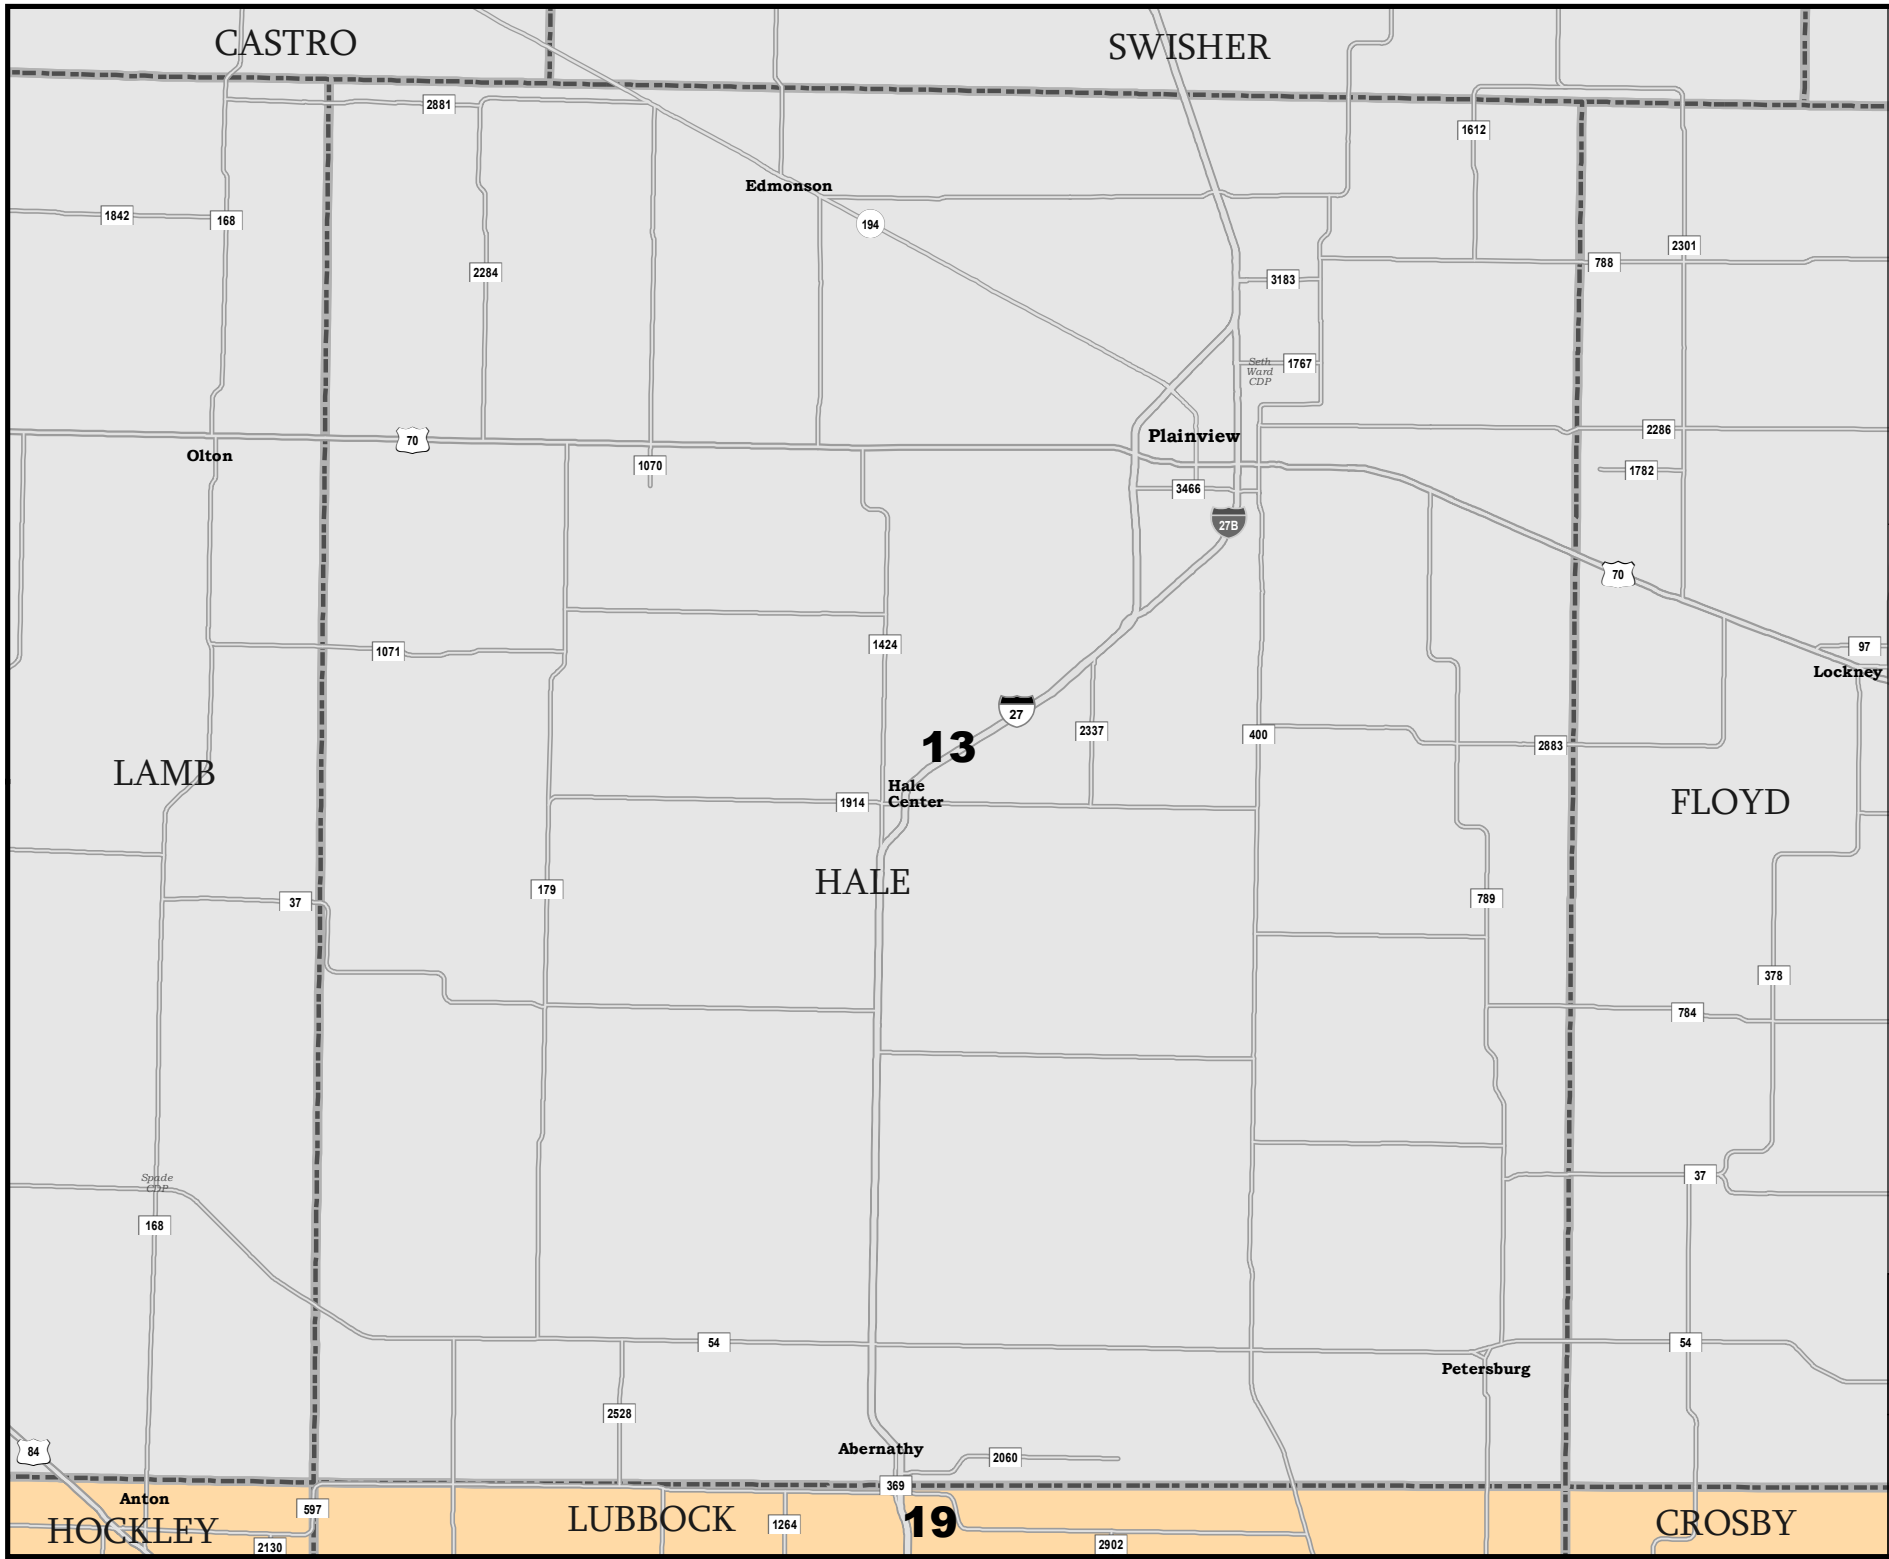 CASTRO
SWISHER
2881
1612
Edmonson
1842
168
194
2301
788
2284
3183
Seth
Ward
CDP
1767
2286
Plainview
70
Olton
1070
1782
3466
27B
70
1424
97
1071
Lockney
27
2337
400
13
2883
LAMB
Hale
Center
1914
FLOYD
HALE
179
789
37
378
784
37
Spade
CDP
168
54
54
Petersburg
2528
84
Abernathy
2060
369
Anton
597
LUBBOCK
1264
19
CROSBY
HOCKLEY
2130
2902